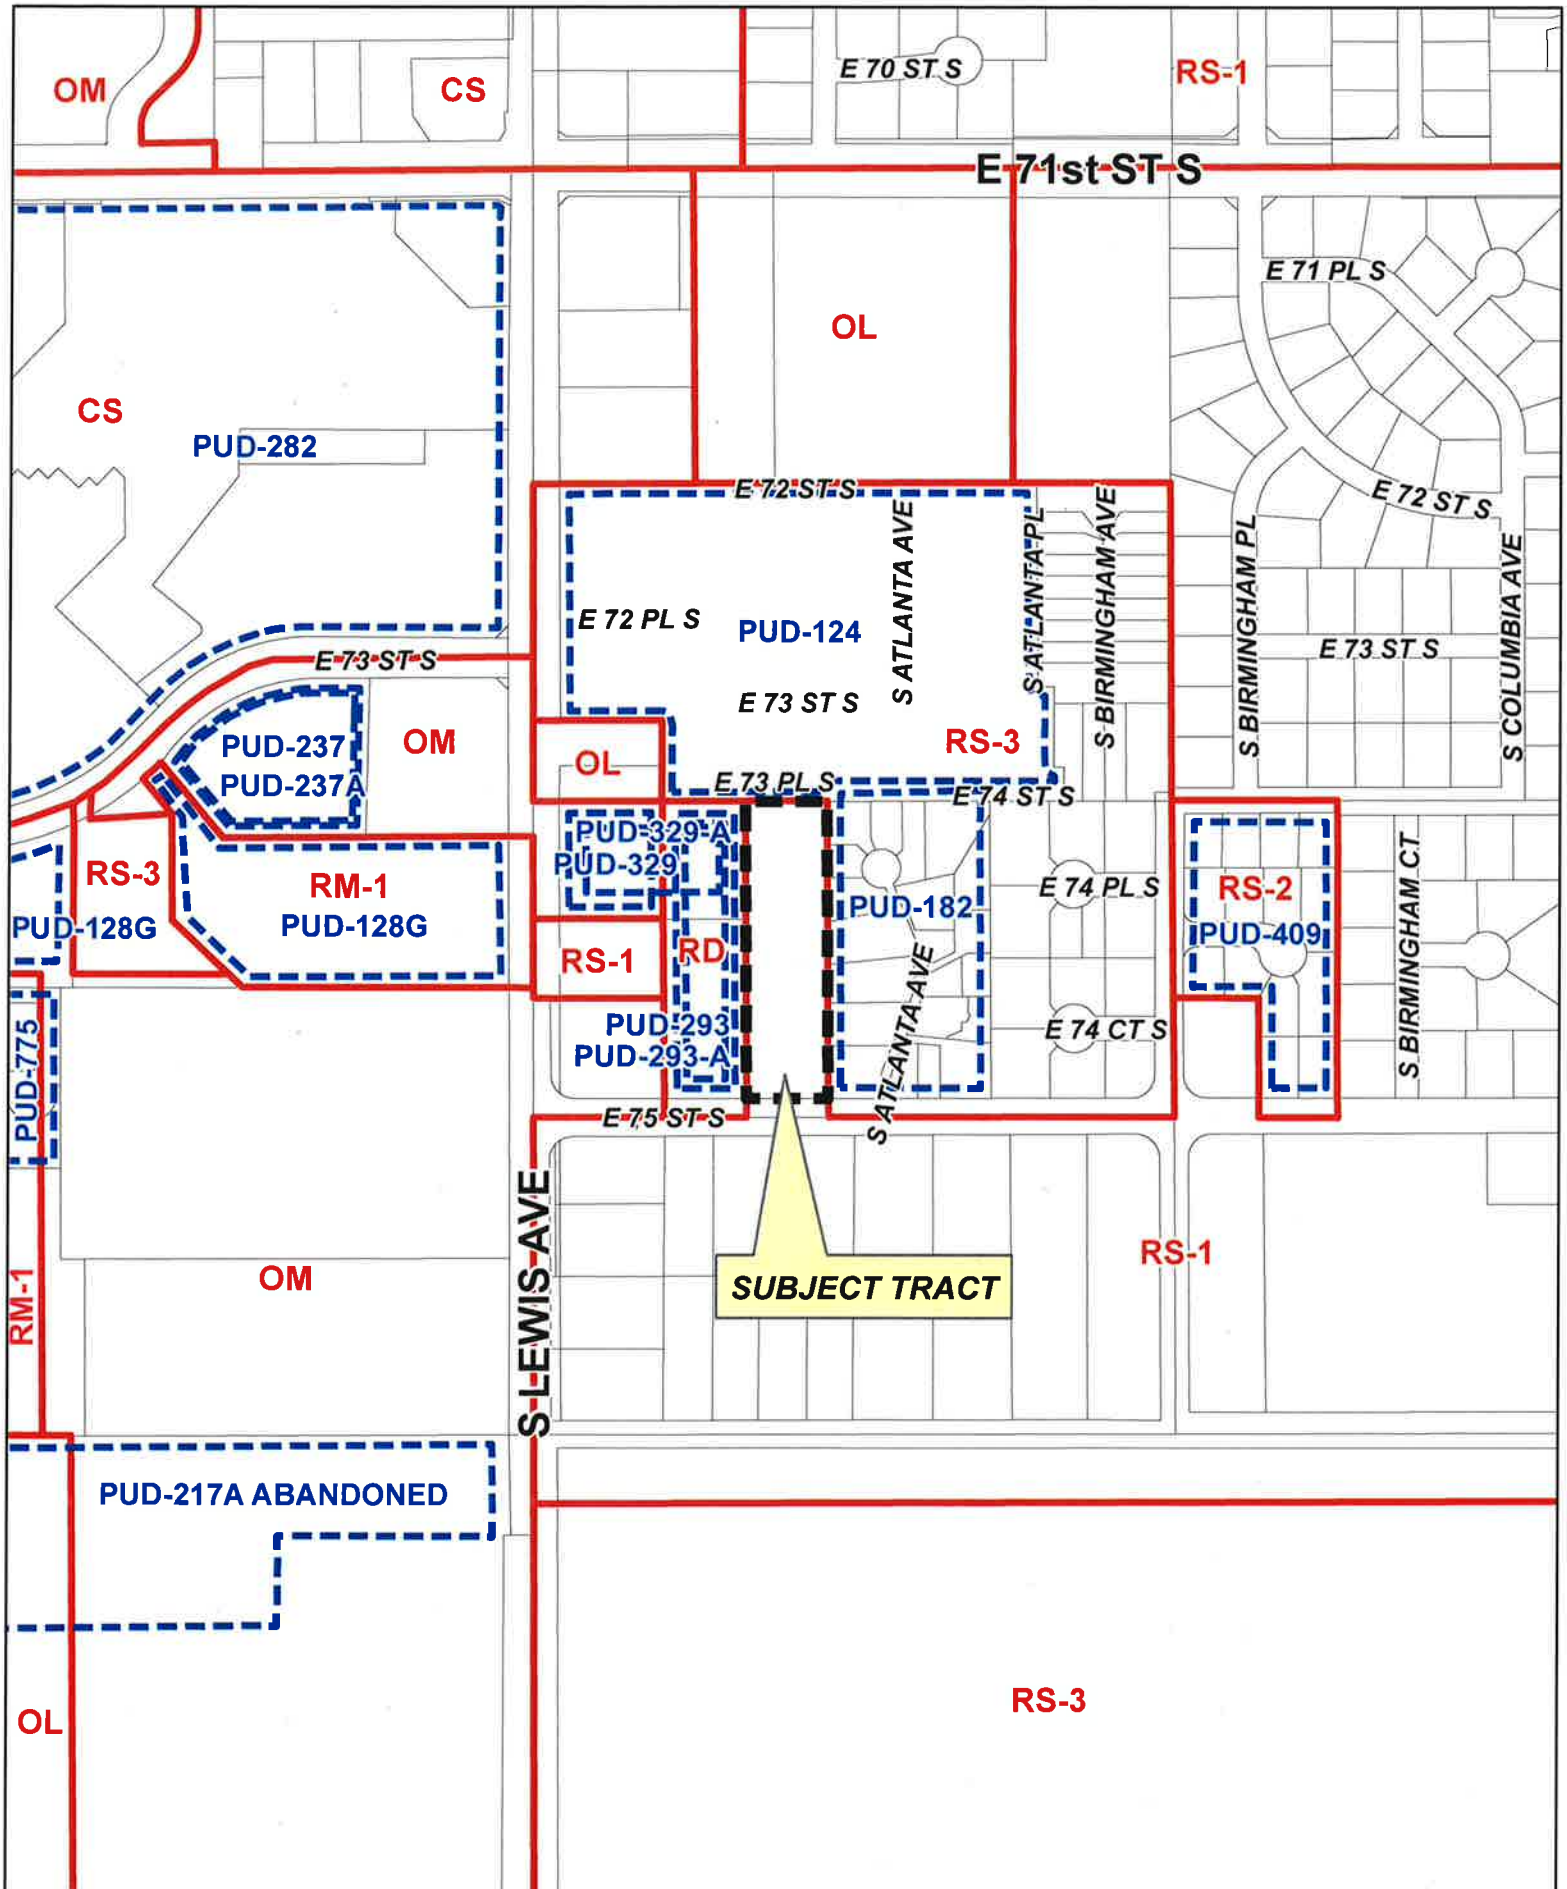 OM
CS
E 70 ST S
RS-1
E 71st ST S
E 71 PL S
OL
CS
PUD-282
E 72 ST S
E 72 ST S
S ATLANTA AVE
S ATLANTA PL
S BIRMINGHAM AVE
S BIRMINGHAM PL
S COLUMBIA AVE
E 72 PL S
PUD-124
E 73 ST S
E 73 ST S
E 73 ST S
PUD-237
PUD-237A
OM
OL
RS-3
E 73 PL S
E 74 ST S
PUD-329-A
PUD-329
RS-3
RM-1
PUD-128G
PUD-128G
E 74 PL S
RS-2
PUD-409
S BIRMINGHAM CT
PUD-182
RS-1
RD
S ATLANTA AVE
PUD-293
PUD-293-A
E 74 CT S
PUD-775
E 75 ST S
S LEWIS AVE
RS-1
OM
SUBJECT TRACT
RM-1
PUD-217A ABANDONED
RS-3
OL